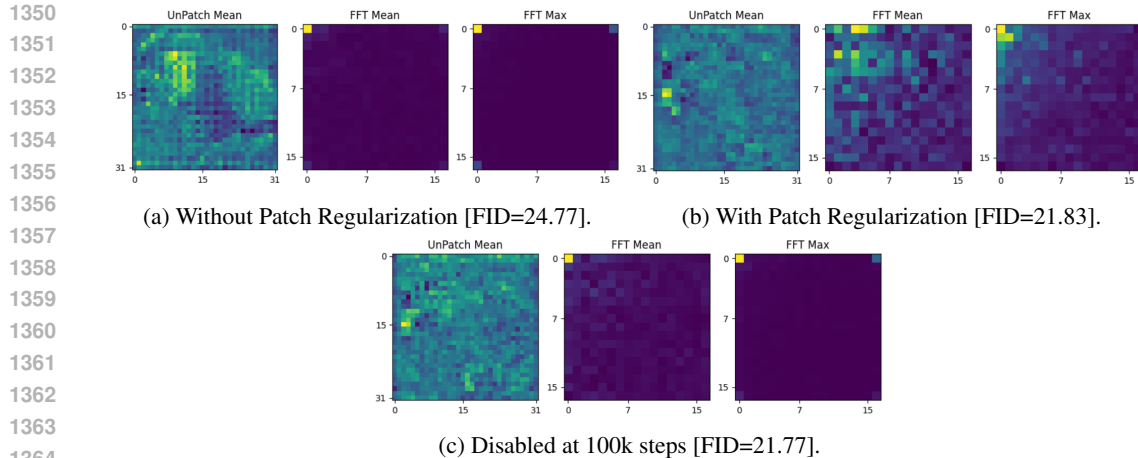 1350
1351
1352
1353
1354
1355
1356
1357
1358
1359
1360
1361
1362
1363
1364
UnPatch Mean FFT Mean FFT Max UnPatch Mean FFT Mean FFT Max
0 0 0 0 0 0
15 7 7 15 7 7
31 15 15 31 15 15
0 15 31 0 7 15 0 7 15 0 15 31 0 7 15 0 7 15
(a) Without Patch Regularization [FID=24.77]. (b) With Patch Regularization [FID=21.83].
UnPatch Mean FFT Mean FFT Max
0 0 0
15 7 7
31 15 15
0 15 31 0 7 15 0 7 15
(c) Disabled at 100k steps [FID=21.77].